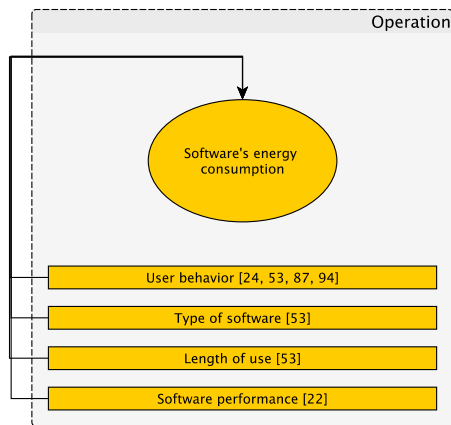 Operation
Software's energy
consumption
User behavior [24, 53, 87, 94]
Type of software [53]
Length of use [53]
Software performance [22]